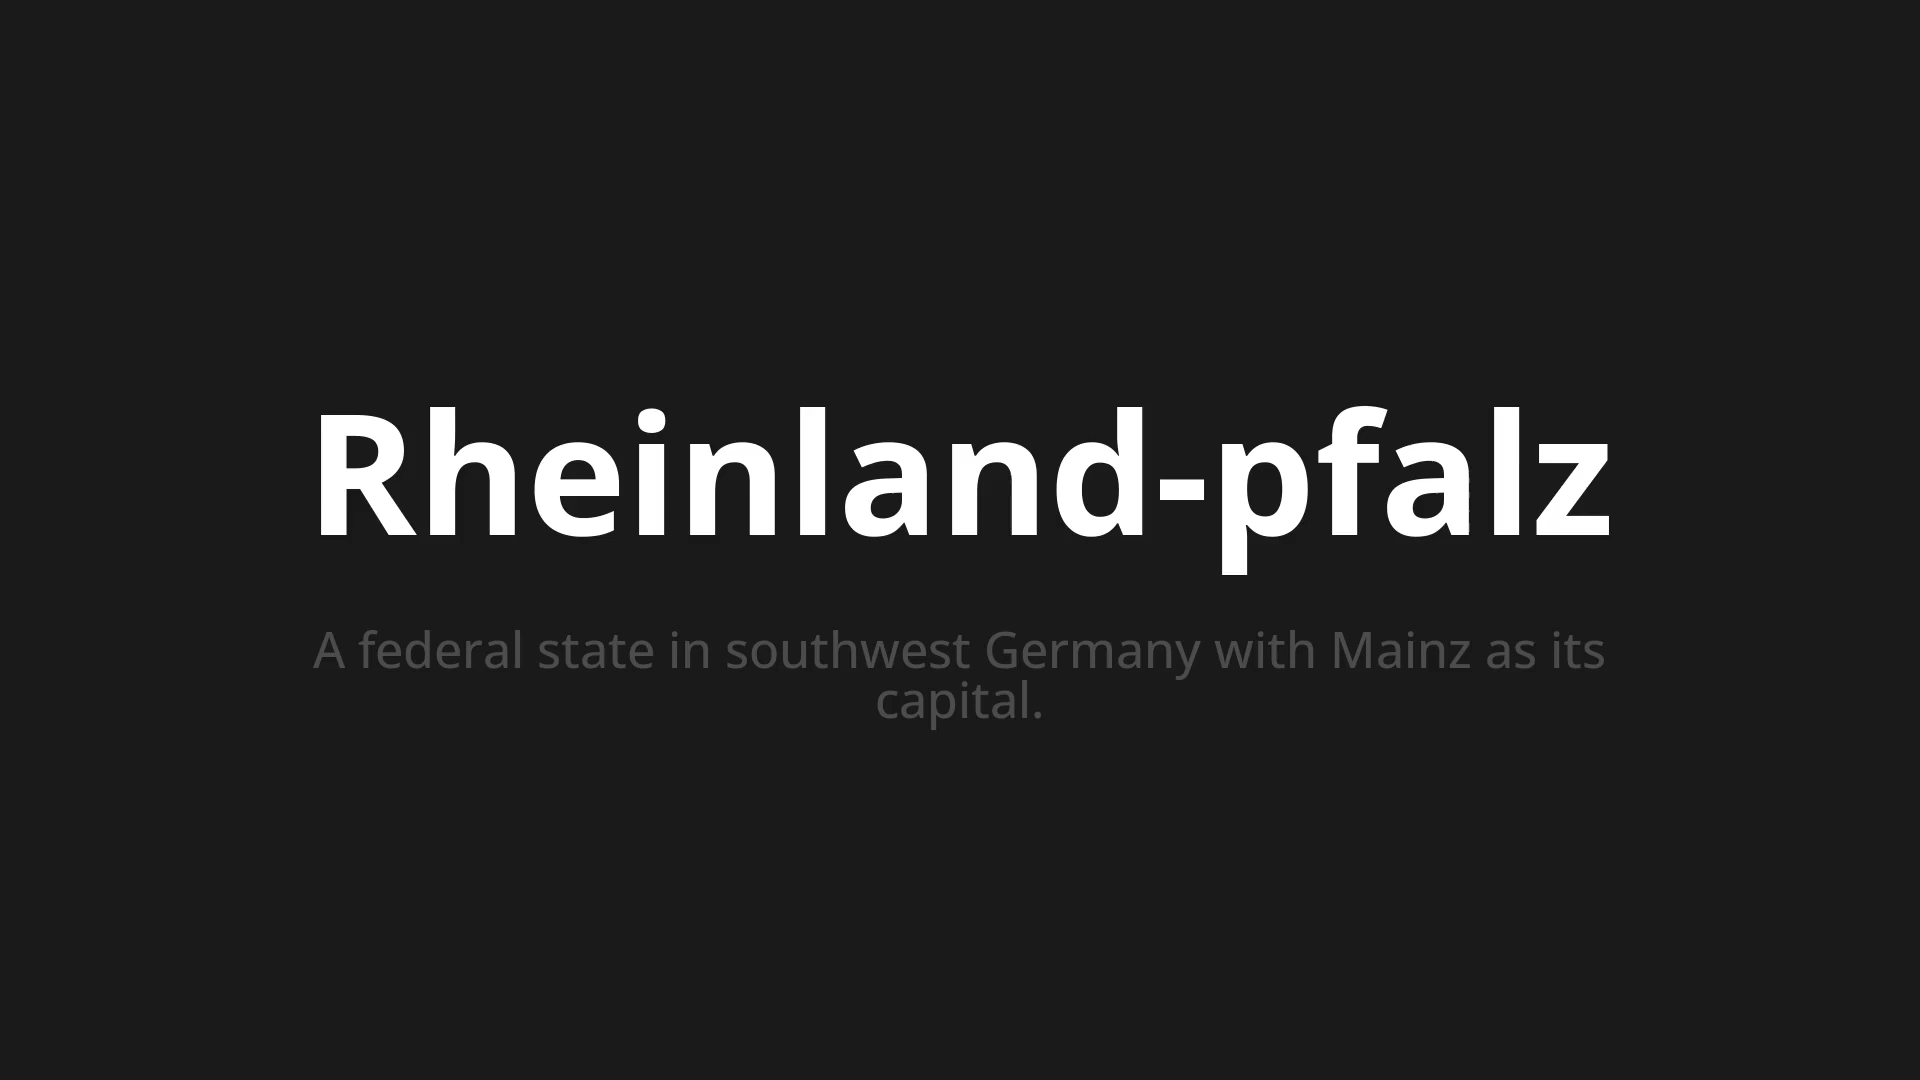 Rheinland-pfalz
A federal state in southwest Germany with Mainz as its
capital.